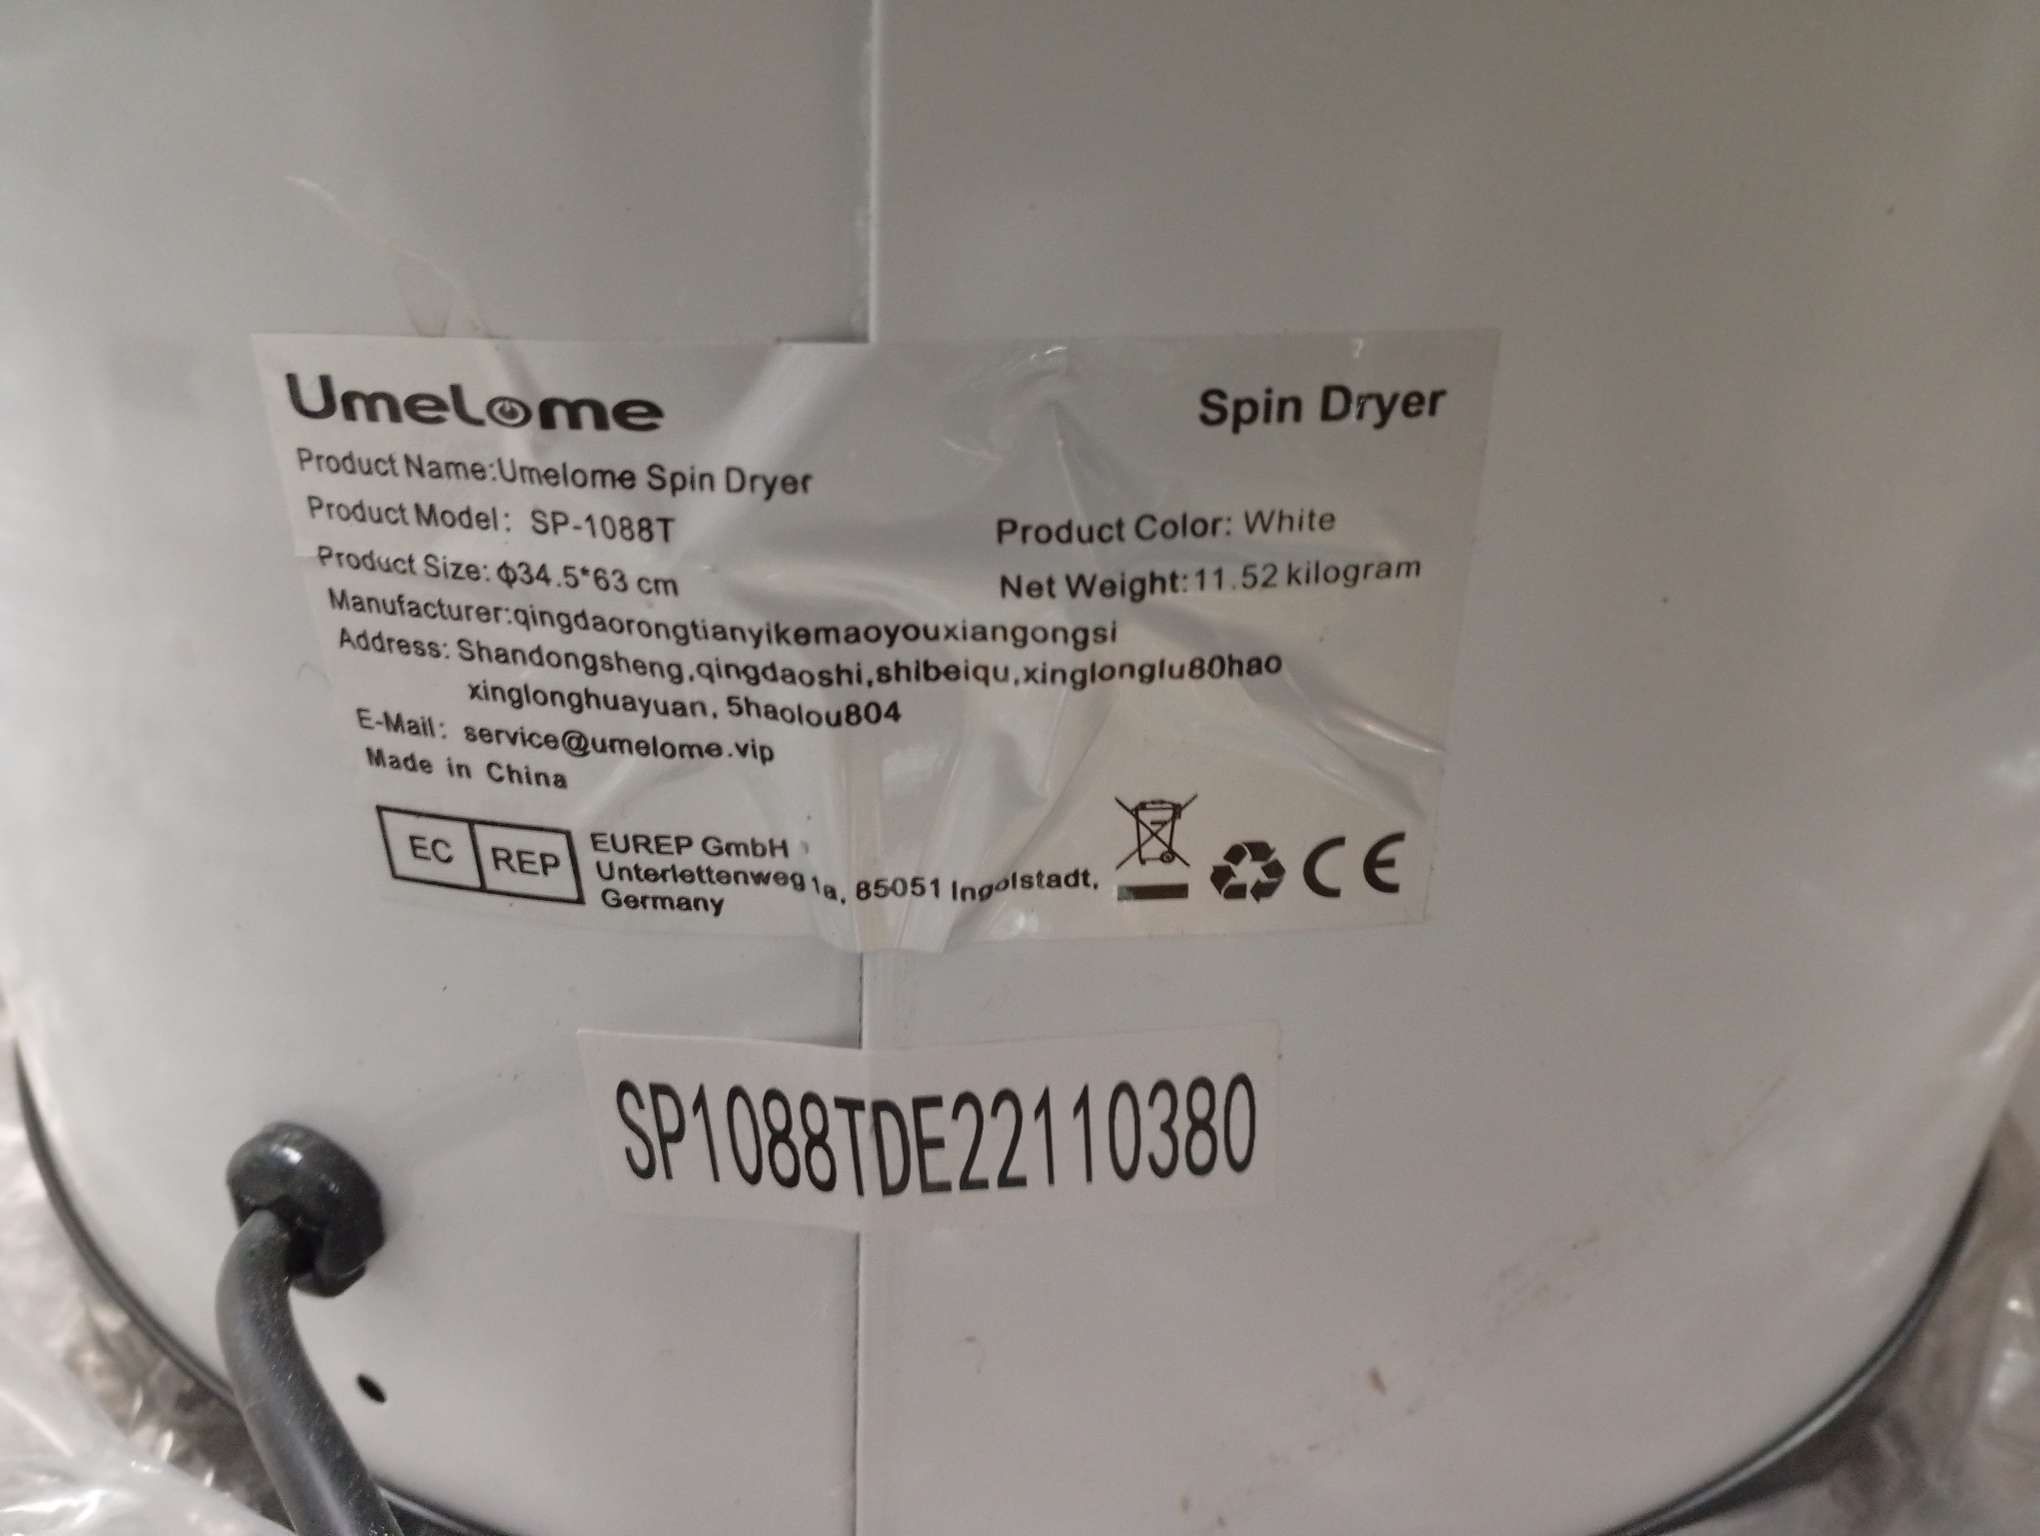 UmeLome
Spin Dryer
Product Name:Umelome Spin Dryer
Product Model: SP-1088T
Product Color: White
Product Size: Φ34.5*63 cm
Net Weight:11.52 kilogram
Manufacturer:qingdaorongtianyikemaoyouxiangongsi
Address: Shandongsheng,qingdaoshi,shibeiqu,xinglonglu80hao
xinglonghuayuan, 5haolou804
E-Mail: service@umelome.vip
Made in China
EC REP
EUREP GmbH
Unterlettenweg 1a, 85051 Ingolstadt,
Germany
CE
SP1088TDE22110380